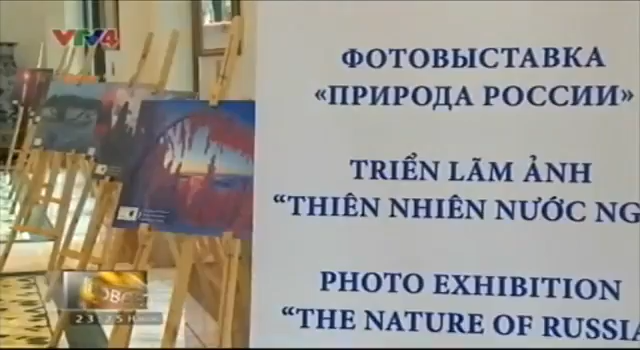 VTV4
ФОТОВЫСТАВКА
«ПРИРОДА РОССИИ»
TRIỂN LÃM ẢNH
“THIÊN NHIÊN NƯỚC NG
PHOTO EXHIBITION
“THE NATURE OF RUSSIA